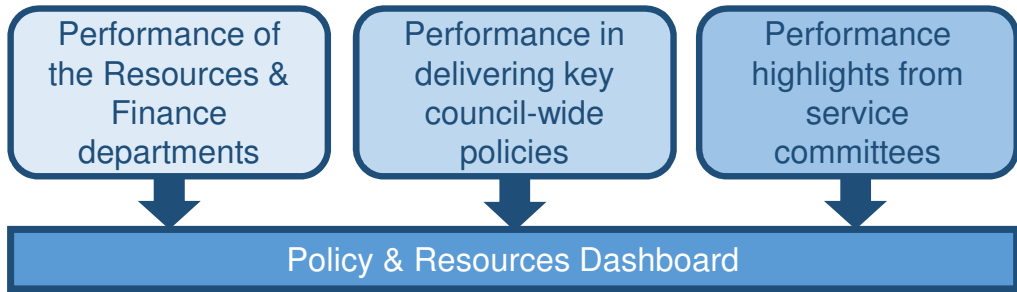 Performance of
the Resources &
Finance
departments
Performance in
delivering key
council-wide
policies
Performance
highlights from
service
committees
Policy & Resources Dashboard